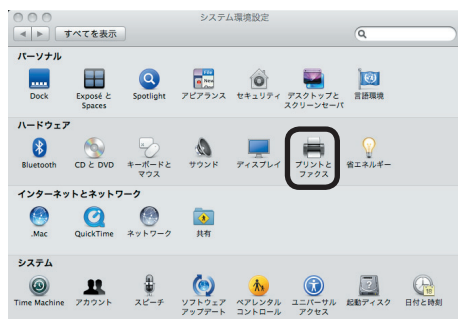 システム環境設定
すべてを表示
パーソナル
Dock
Exposé と
Spaces
Spotlight
アピアランス
セキュリティ
デスクトップと
スクリーンセーバ
言語環境
ハードウェア
Bluetooth
CD と DVD
キーボードと
マウス
サウンド
ディスプレイ
プリントと
ファクス
省エネルギー
インターネットとネットワーク
.Mac
QuickTime
ネットワーク
共有
システム
Time Machine
アカウント
スピーチ
ソフトウェア
アップデート
ペアレンタル
コントロール
ユニバーサル
アクセス
起動ディスク
日付と時刻